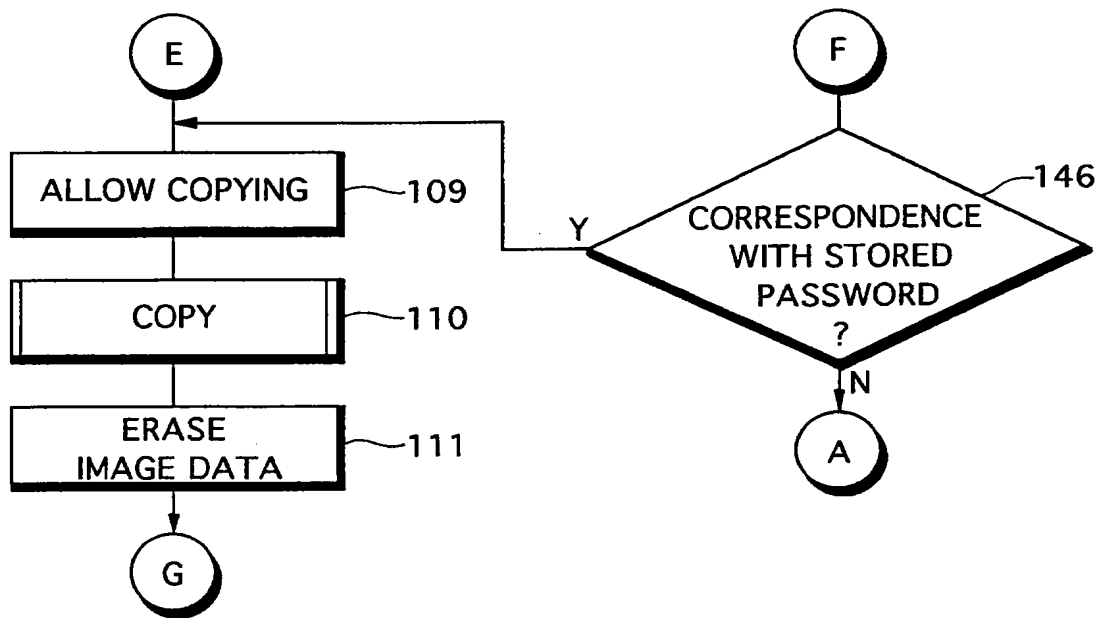 E
ALLOW COPYING
109
COPY
110
ERASE
IMAGE DATA
111
G
F
146
CORRESPONDENCE
WITH STORED
PASSWORD
?
Y
N
A